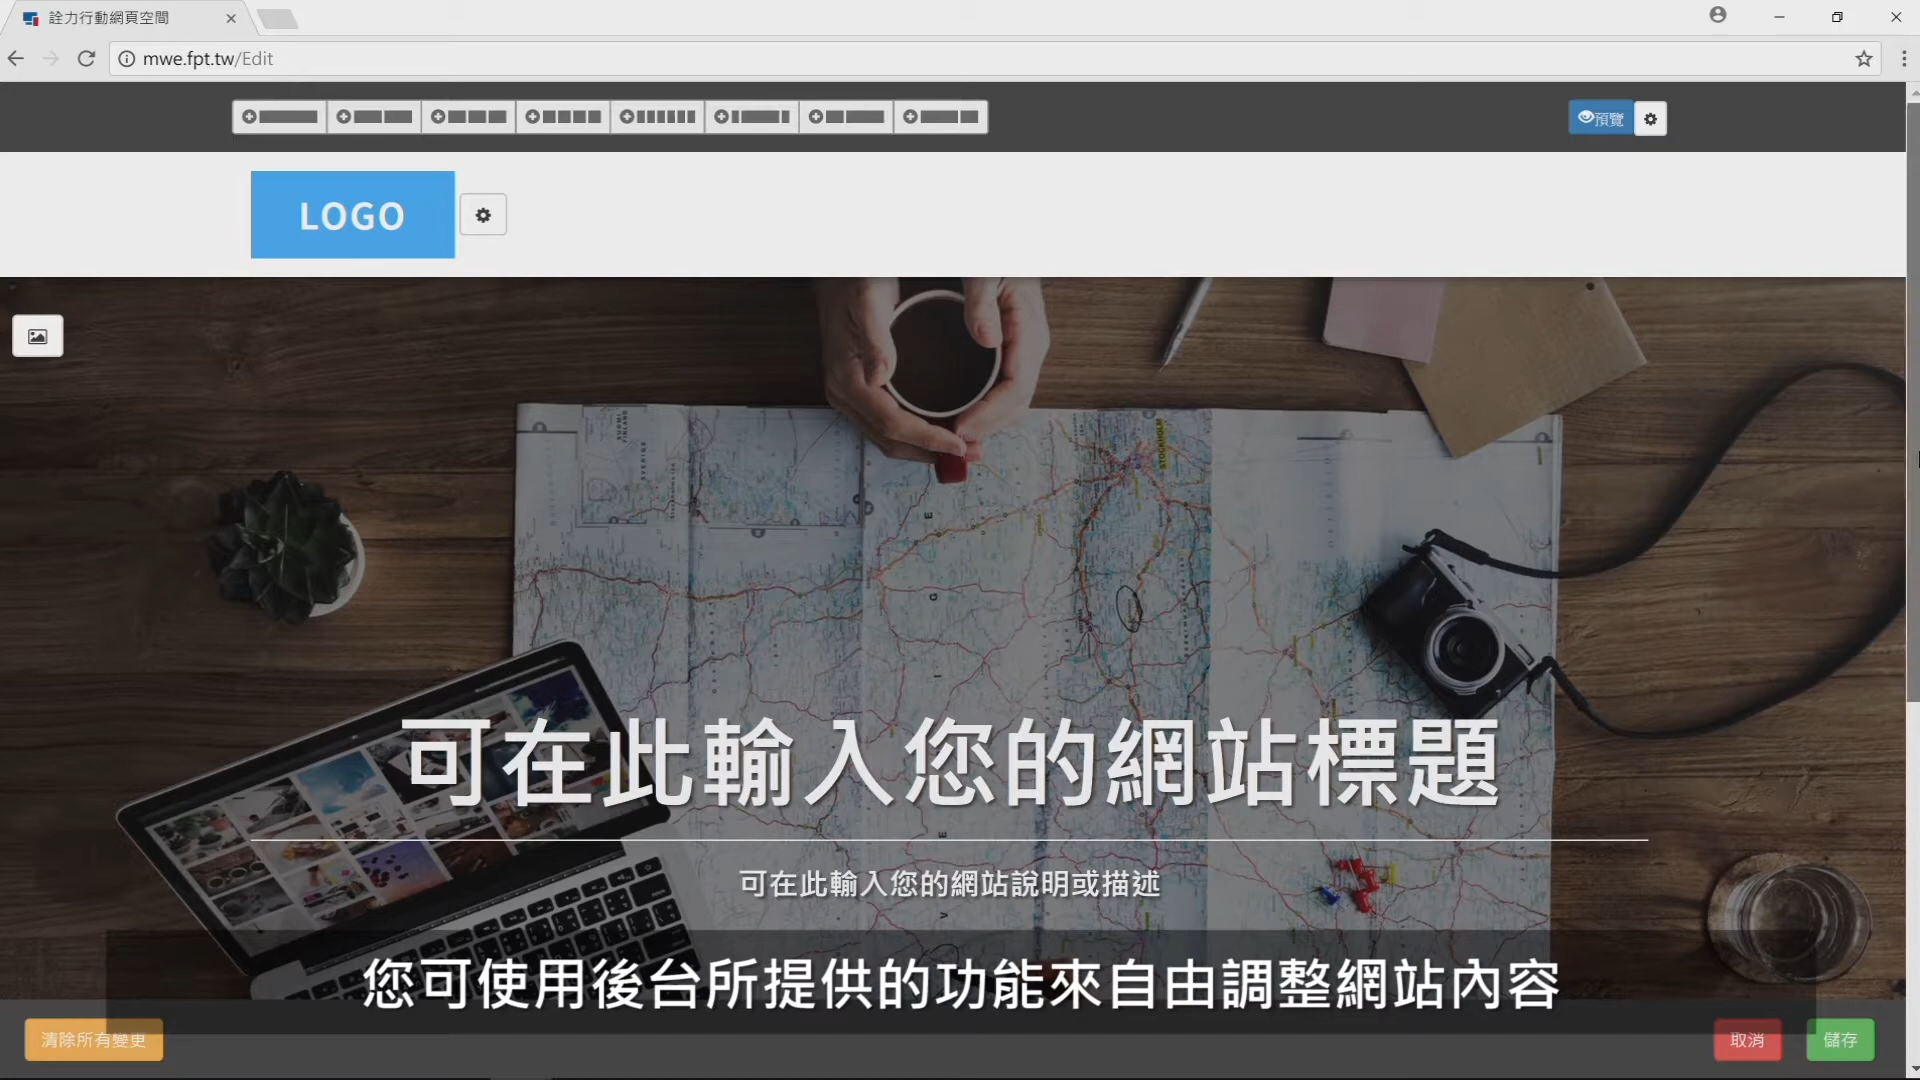 詮力行動網頁空間
mwe.fpt.tw/Edit
預覽
LOGO
STOCKHOLM
可在此輸入您的網站標題
可在此輸入您的網站說明或描述
您可使用後台所提供的功能來自由調整網站內容
清除所有變更
取消
儲存